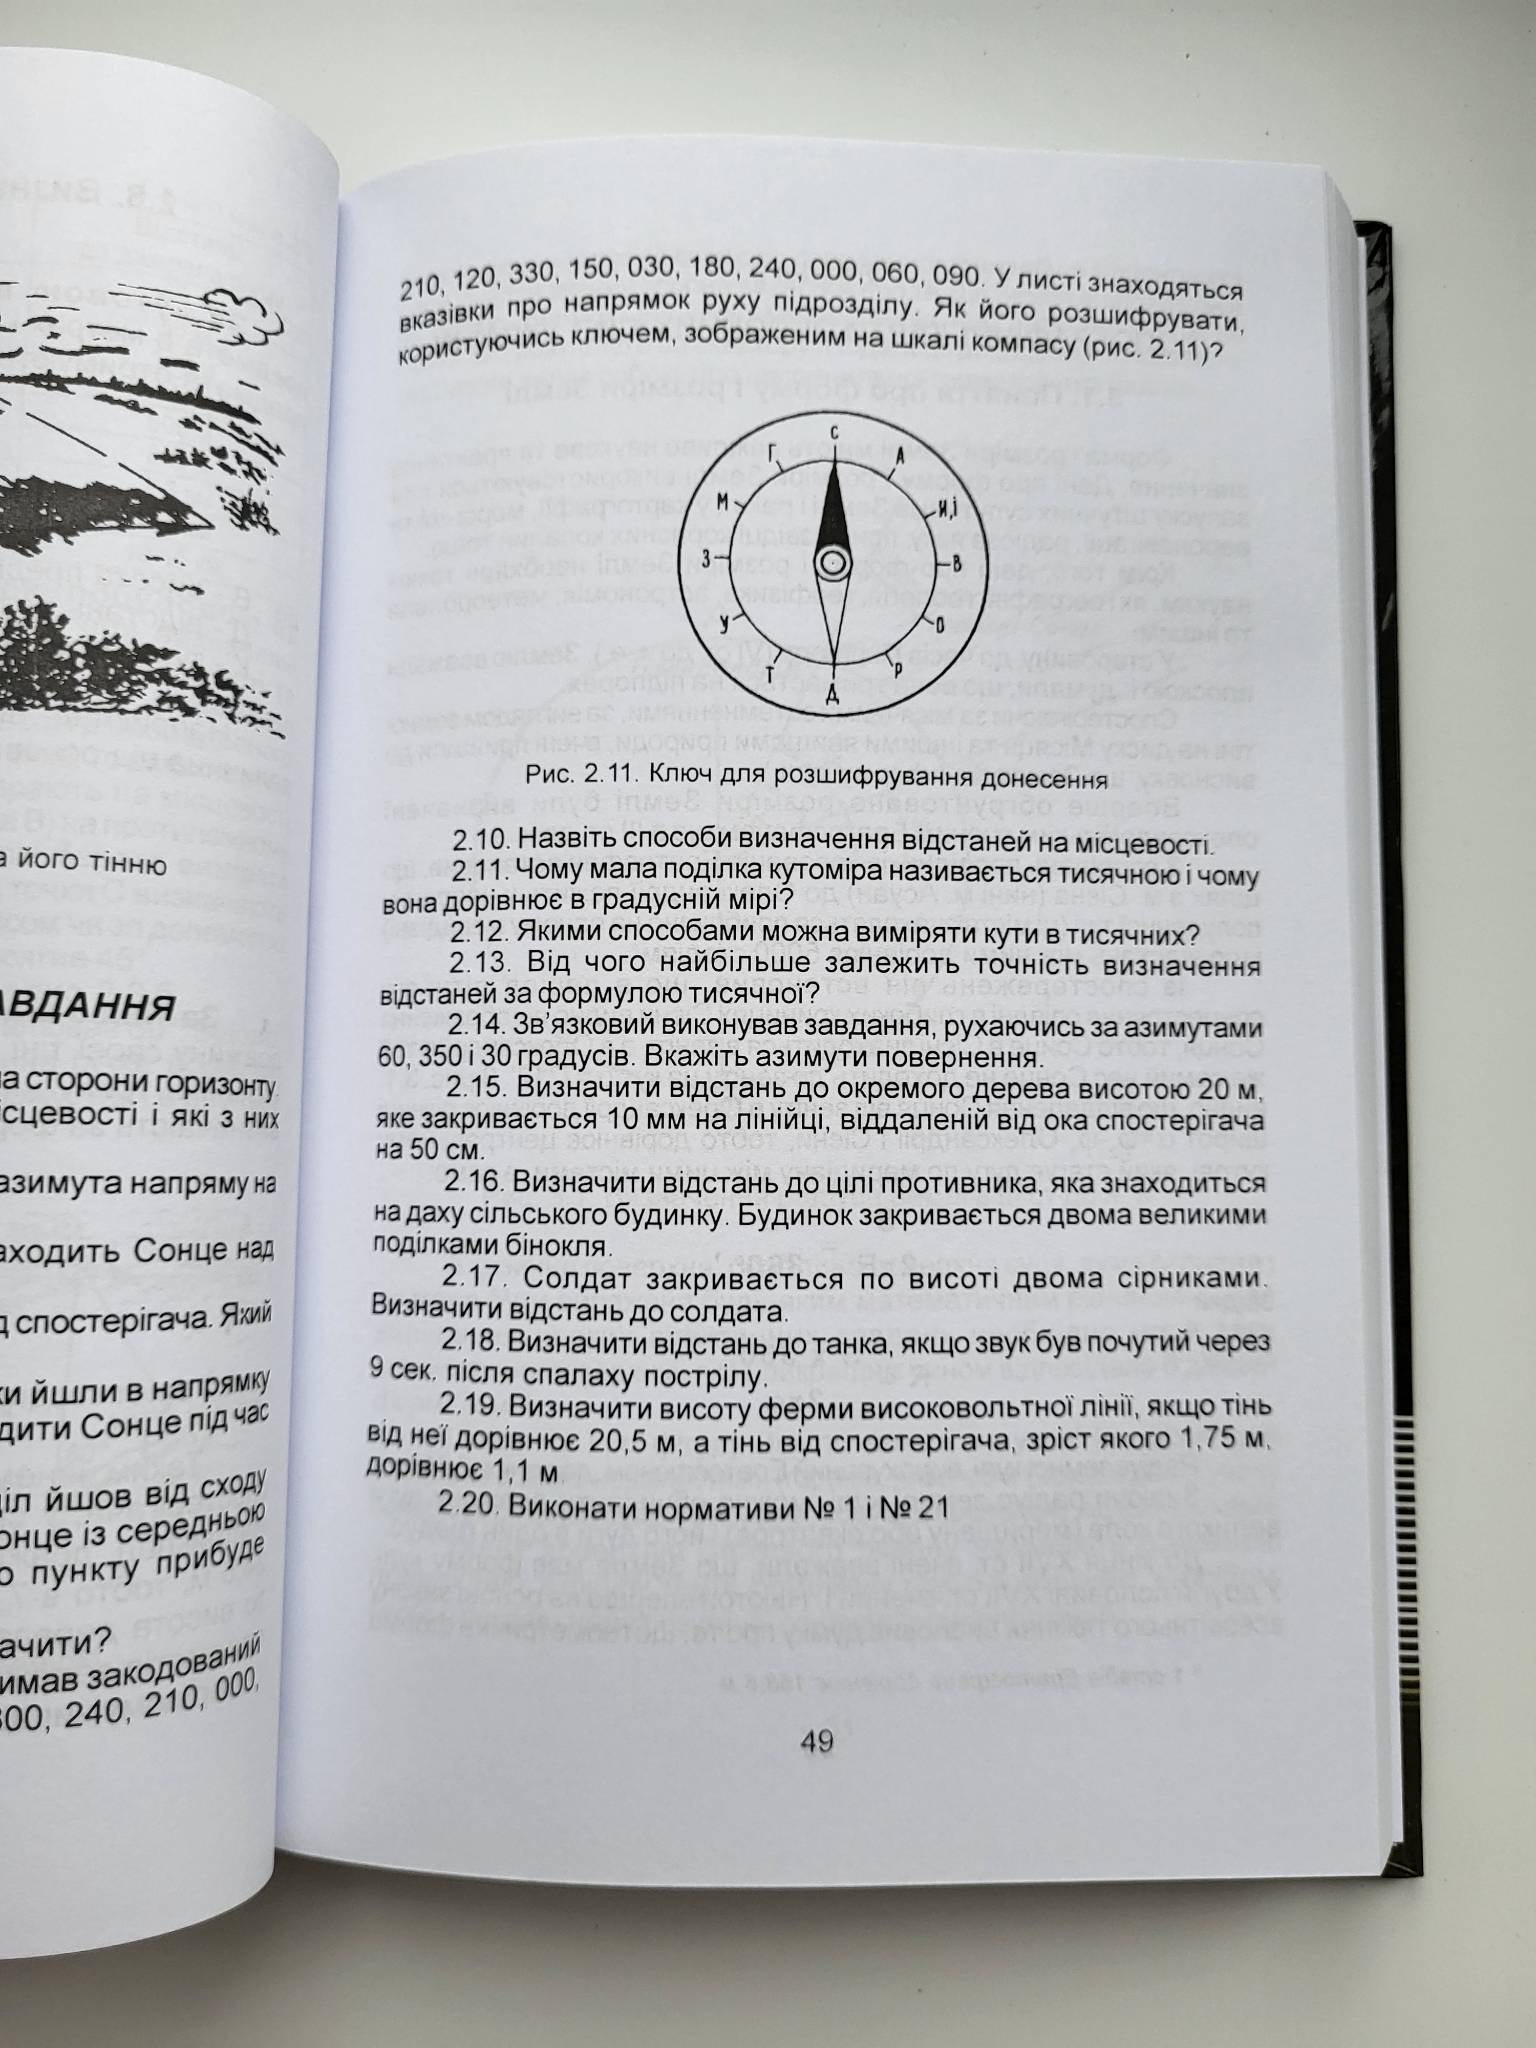 а його тінню
АВДАННЯ
на сторони горизонту
ісцевості і які з них
азимута напряму на
аходить Сонце над
д спостерігача. Який
ки йшли в напрямку
дити Сонце під час
діл йшов від сходу
онце із середньою
о пункту прибуде
ачити?
имав закодований
300, 240, 210, 000,
210, 120, 330, 150, 030, 180, 240, 000, 060, 090. У листі знаходяться
вказівки про напрямок руху підрозділу. Як його розшифрувати,
користуючись ключем, зображеним на шкалі компасу (рис. 2.11)?
С
Г
А
М
И,і
З
В
У
О
Т
Р
Д
Рис. 2.11. Ключ для розшифрування донесення
2.10. Назвіть способи визначення відстаней на місцевості.
2.11. Чому мала поділка кутоміра називається тисячною і чому
вона дорівнює в градусній мірі?
2.12. Якими способами можна виміряти кути в тисячних?
2.13. Від чого найбільше залежить точність визначення
відстаней за формулою тисячної?
2.14. Зв’язковий виконував завдання, рухаючись за азимутами
60, 350 і 30 градусів. Вкажіть азимути повернення.
2.15. Визначити відстань до окремого дерева висотою 20 м,
яке закривається 10 мм на лінійці, віддаленій від ока спостерігача
на 50 см.
2.16. Визначити відстань до цілі противника, яка знаходиться
на даху сільського будинку. Будинок закривається двома великими
поділками бінокля.
2.17. Солдат закривається по висоті двома сірниками.
Визначити відстань до солдата.
2.18. Визначити відстань до танка, якщо звук був почутий через
9 сек. після спалаху пострілу.
2.19. Визначити висоту ферми високовольтної лінії, якщо тінь
від неї дорівнює 20,5 м, а тінь від спостерігача, зріст якого 1,75 м,
дорівнює 1,1 м.
2.20. Виконати нормативи № 1 і № 21
49